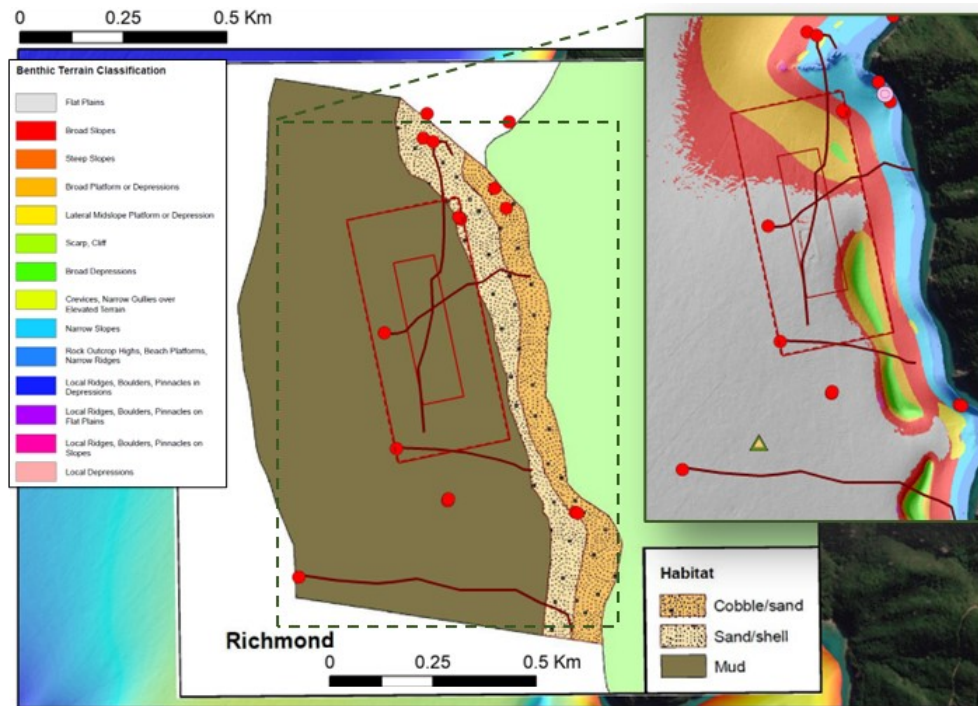 0 0.25 0.5 Km
Benthic Terrain Classification
Flat Plains
Broad Slopes
Steep Slopes
Broad Platform or Depressions
Lateral Midslope Platform or Depression
Scarp, Cliff
Broad Depressions
Crevices, Narrow Gullies over
Elevated Terrain
Narrow Slopes
Rock Outcrop Highs, Beach Platforms,
Narrow Ridges
Local Ridges, Boulders, Pinnacles in
Depressions
Local Ridges, Boulders, Pinnacles on
Flat Plains
Local Ridges, Boulders, Pinnacles on
Slopes
Local Depressions
Habitat
Cobble/sand
Sand/shell
Mud
Richmond
0 0.25 0.5 Km